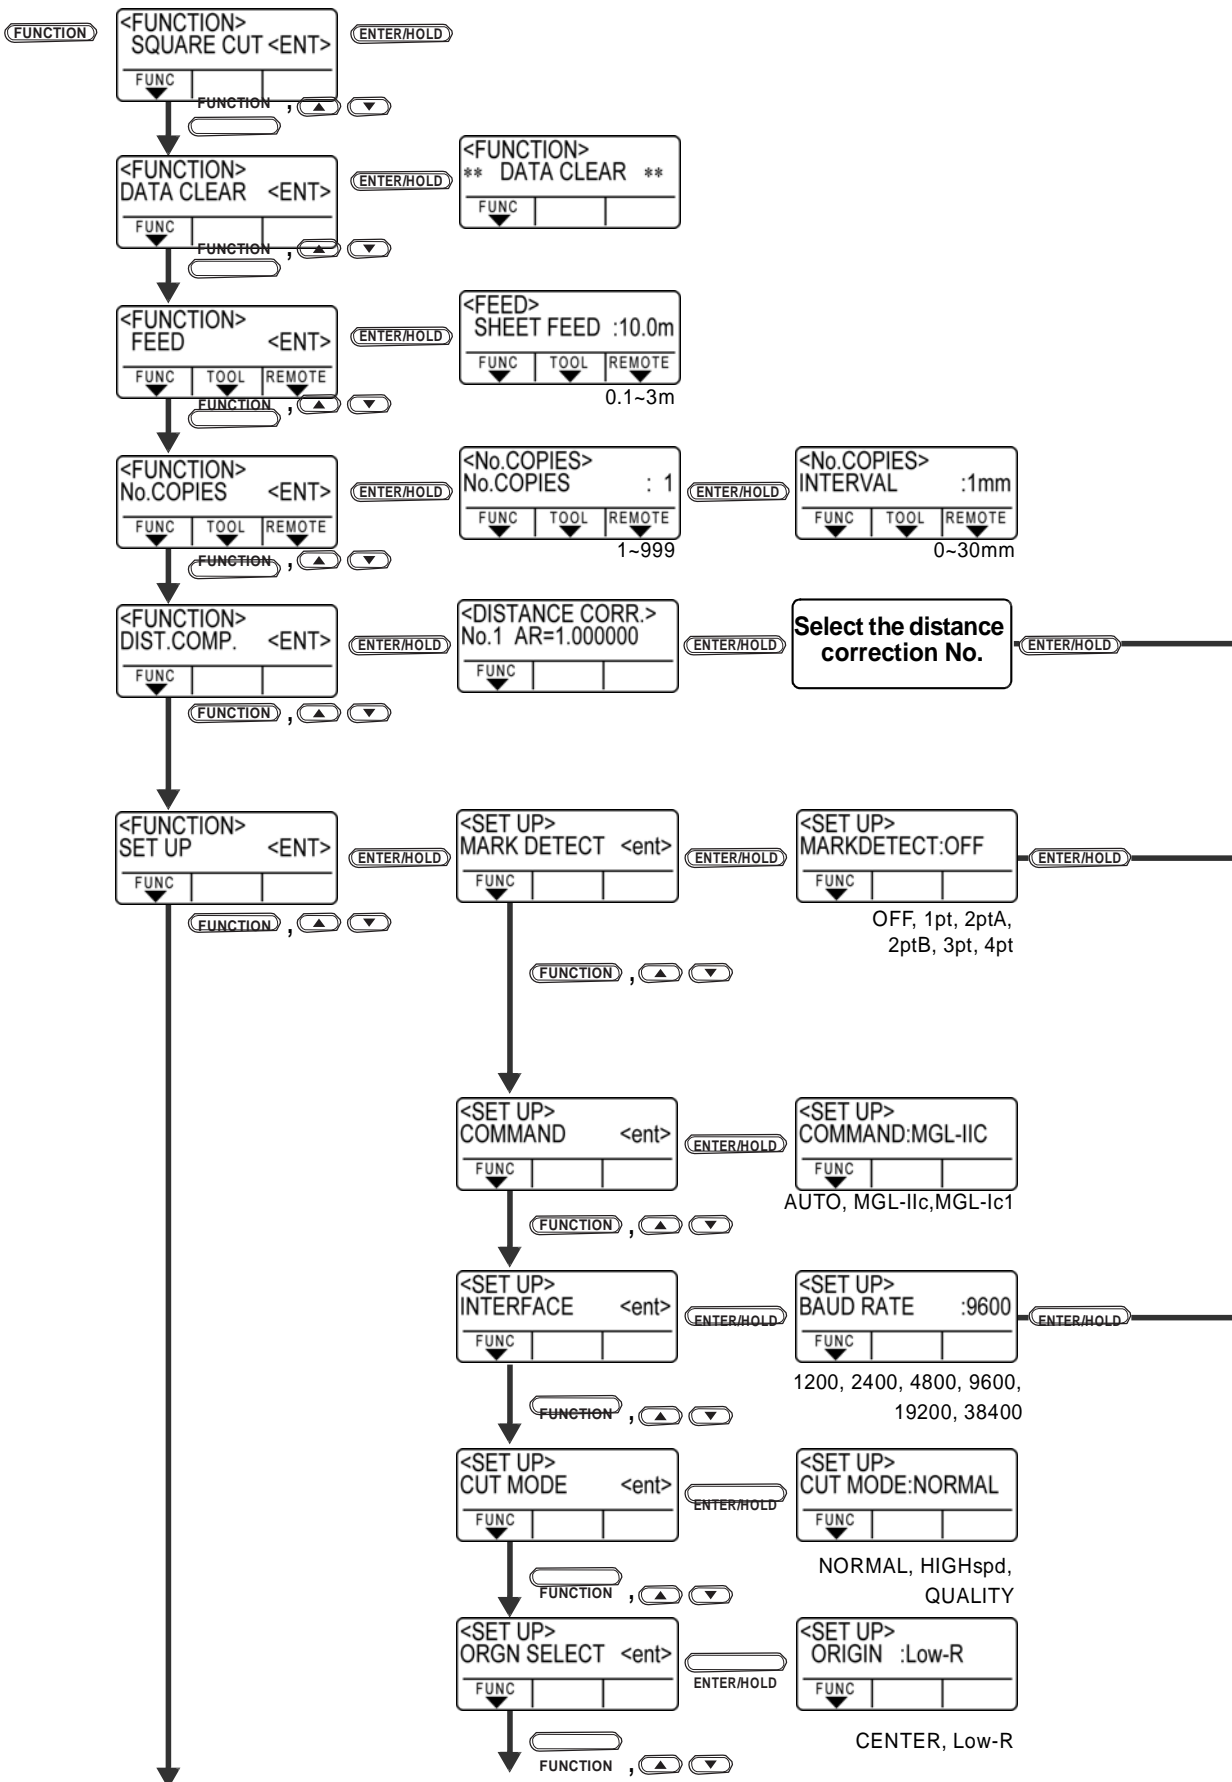 FUNCTION
<FUNCTION>
SQUARE CUT <ENT>
FUNC
ENTER/HOLD
FUNCTION ,
<FUNCTION>
DATA CLEAR <ENT>
FUNC
ENTER/HOLD
<FUNCTION>
** DATA CLEAR **
FUNC
FUNCTION ,
<FUNCTION>
FEED <ENT>
FUNC TOOL REMOTE
ENTER/HOLD
<FEED>
SHEET FEED :10.0m
FUNC TOOL REMOTE
0.1~3m
FUNCTION ,
<FUNCTION>
No.COPIES <ENT>
FUNC TOOL REMOTE
ENTER/HOLD
<No.COPIES>
No.COPIES : 1
FUNC TOOL REMOTE
1~999
ENTER/HOLD
<No.COPIES>
INTERVAL :1mm
FUNC TOOL REMOTE
0~30mm
FUNCTION ,
<FUNCTION>
DIST.COMP. <ENT>
FUNC
ENTER/HOLD
<DISTANCE CORR.>
No.1 AR=1.000000
FUNC
ENTER/HOLD
Select the distance
correction No.
ENTER/HOLD
FUNCTION ,
<FUNCTION>
SET UP <ENT>
FUNC
ENTER/HOLD
<SET UP>
MARK DETECT <ent>
FUNC
ENTER/HOLD
<SET UP>
MARKDETECT:OFF
FUNC
ENTER/HOLD
OFF, 1pt, 2ptA,
2ptB, 3pt, 4pt
FUNCTION ,
FUNCTION ,
<SET UP>
COMMAND <ent>
FUNC
ENTER/HOLD
<SET UP>
COMMAND:MGL-IIC
FUNC
AUTO, MGL-IIc,MGL-Ic1
FUNCTION ,
<SET UP>
INTERFACE <ent>
FUNC
ENTER/HOLD
<SET UP>
BAUD RATE :9600
FUNC
ENTER/HOLD
1200, 2400, 4800, 9600,
19200, 38400
FUNCTION ,
<SET UP>
CUT MODE <ent>
FUNC
ENTER/HOLD
<SET UP>
CUT MODE:NORMAL
FUNC
NORMAL, HIGHspd,
QUALITY
FUNCTION ,
<SET UP>
ORGN SELECT <ent>
FUNC
ENTER/HOLD
<SET UP>
ORIGIN :Low-R
FUNC
CENTER, Low-R
FUNCTION ,